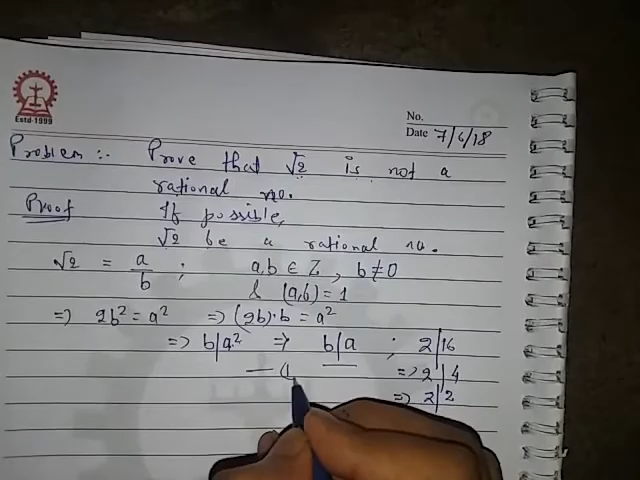 Estd-1999
No.
Date 7/6/18
Problem :- Prove that √2 is not a
rational no.
Proof If possible,
√2 be a rational no.
√2 = a/b ; a,b ∈ Z, b ≠ 0
& (a,b) = 1
=> 2b² = a² => (2b)·b = a²
=> b|a² => b|a ; 2|16
— (1 => 2|4
=> 2|2